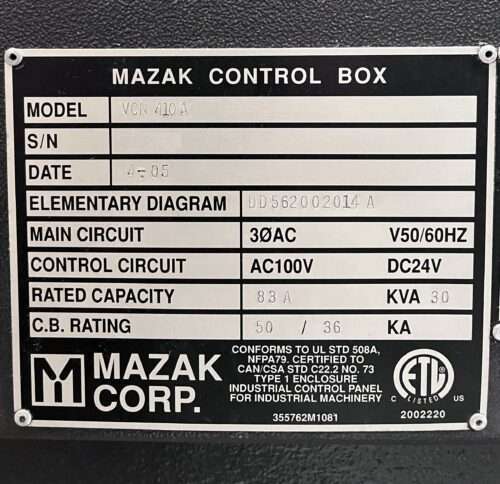 MAZAK CONTROL BOX
MODEL VCN 410 A
S/N
DATE 4-05
ELEMENTARY DIAGRAM DD562002014 A
MAIN CIRCUIT 3ØAC V50/60HZ
CONTROL CIRCUIT AC100V DC24V
RATED CAPACITY 83 A KVA 30
C.B. RATING 50 / 36 KA
MAZAK
CORP.
CONFORMS TO UL STD 508A,
NFPA79. CERTIFIED TO
CAN/CSA STD C22.2 NO. 73
TYPE 1 ENCLOSURE
INDUSTRIAL CONTROL PANEL
FOR INDUSTRIAL MACHINERY
355762M1081
ETL
C LISTED US
2002220